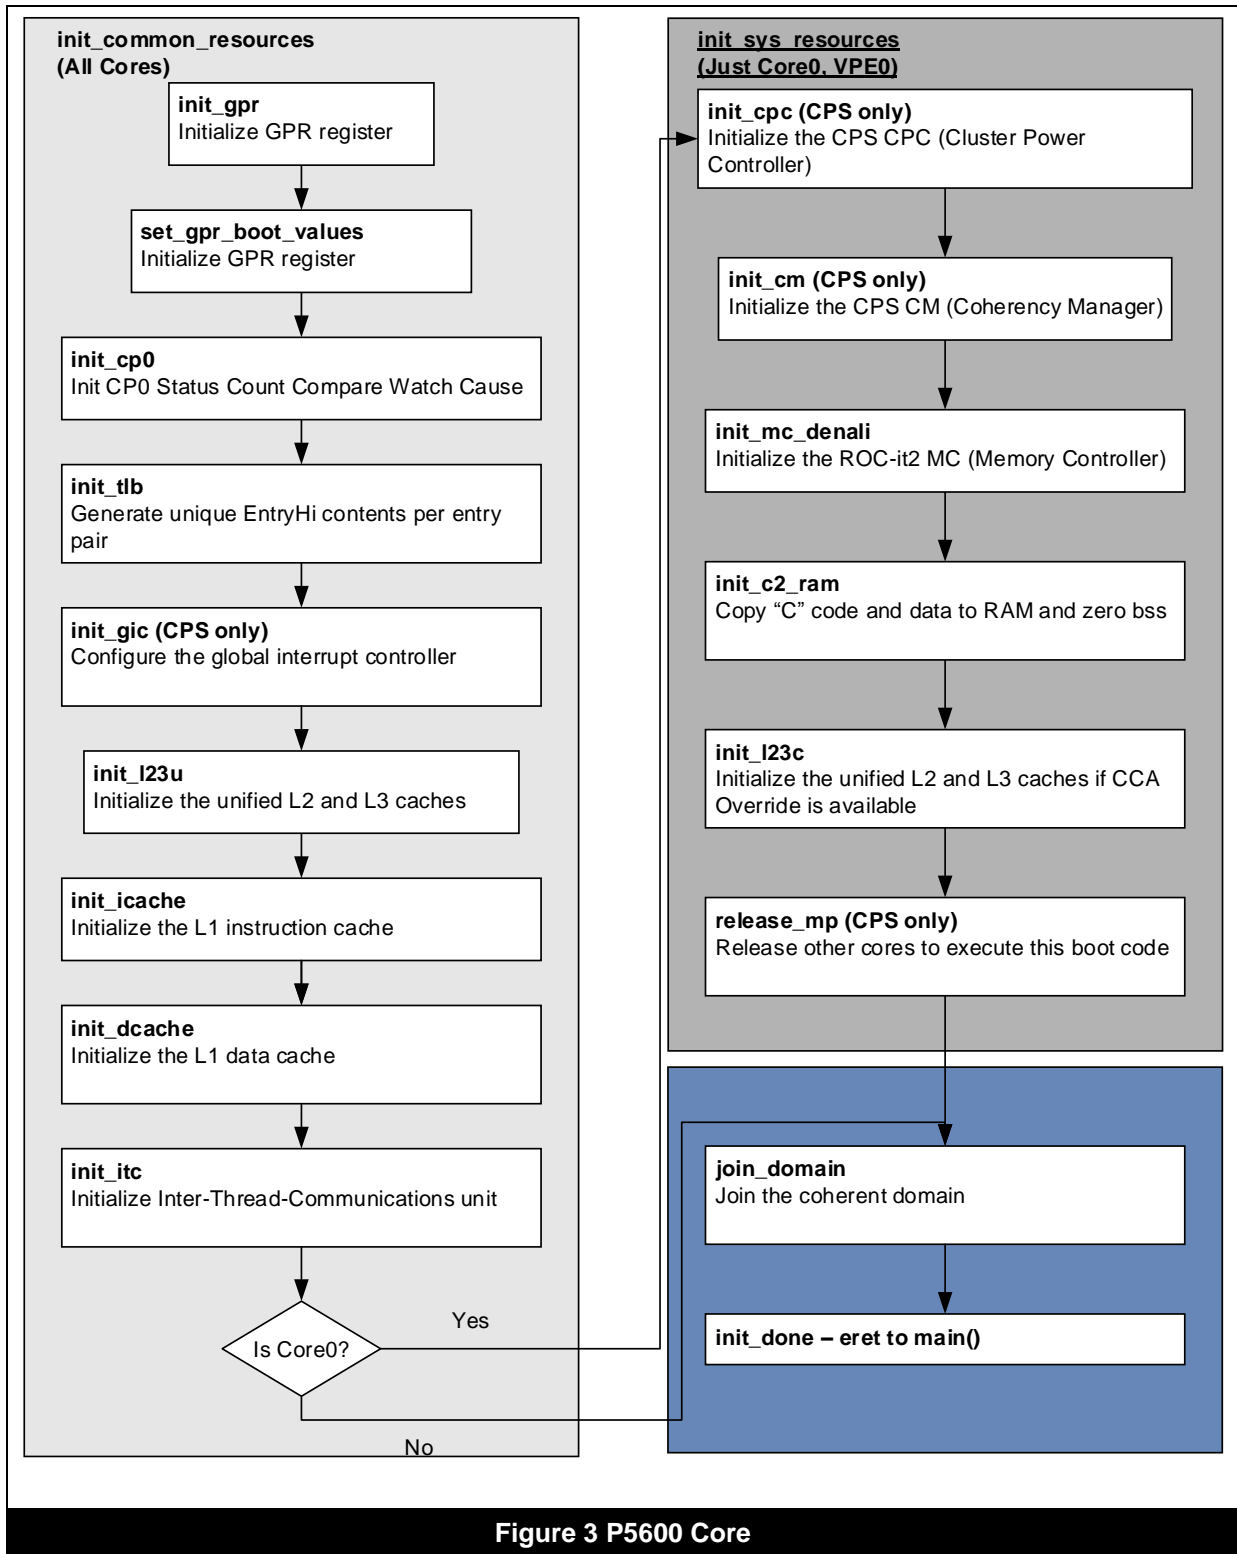 init_common_resources
(All Cores)
init_gpr
Initialize GPR register
set_gpr_boot_values
Initialize GPR register
init_cp0
Init CP0 Status Count Compare Watch Cause
init_tlb
Generate unique EntryHi contents per entry
pair
init_gic (CPS only)
Configure the global interrupt controller
init_l23u
Initialize the unified L2 and L3 caches
init_icache
Initialize the L1 instruction cache
init_dcache
Initialize the L1 data cache
init_itc
Initialize Inter-Thread-Communications unit
Is Core0?
Yes
No
init_sys_resources
(Just Core0, VPE0)
init_cpc (CPS only)
Initialize the CPS CPC (Cluster Power
Controller)
init_cm (CPS only)
Initialize the CPS CM (Coherency Manager)
init_mc_denali
Initialize the ROC-it2 MC (Memory Controller)
init_c2_ram
Copy “C” code and data to RAM and zero bss
init_l23c
Initialize the unified L2 and L3 caches if CCA
Override is available
release_mp (CPS only)
Release other cores to execute this boot code
join_domain
Join the coherent domain
init_done – eret to main()
Figure 3 P5600 Core